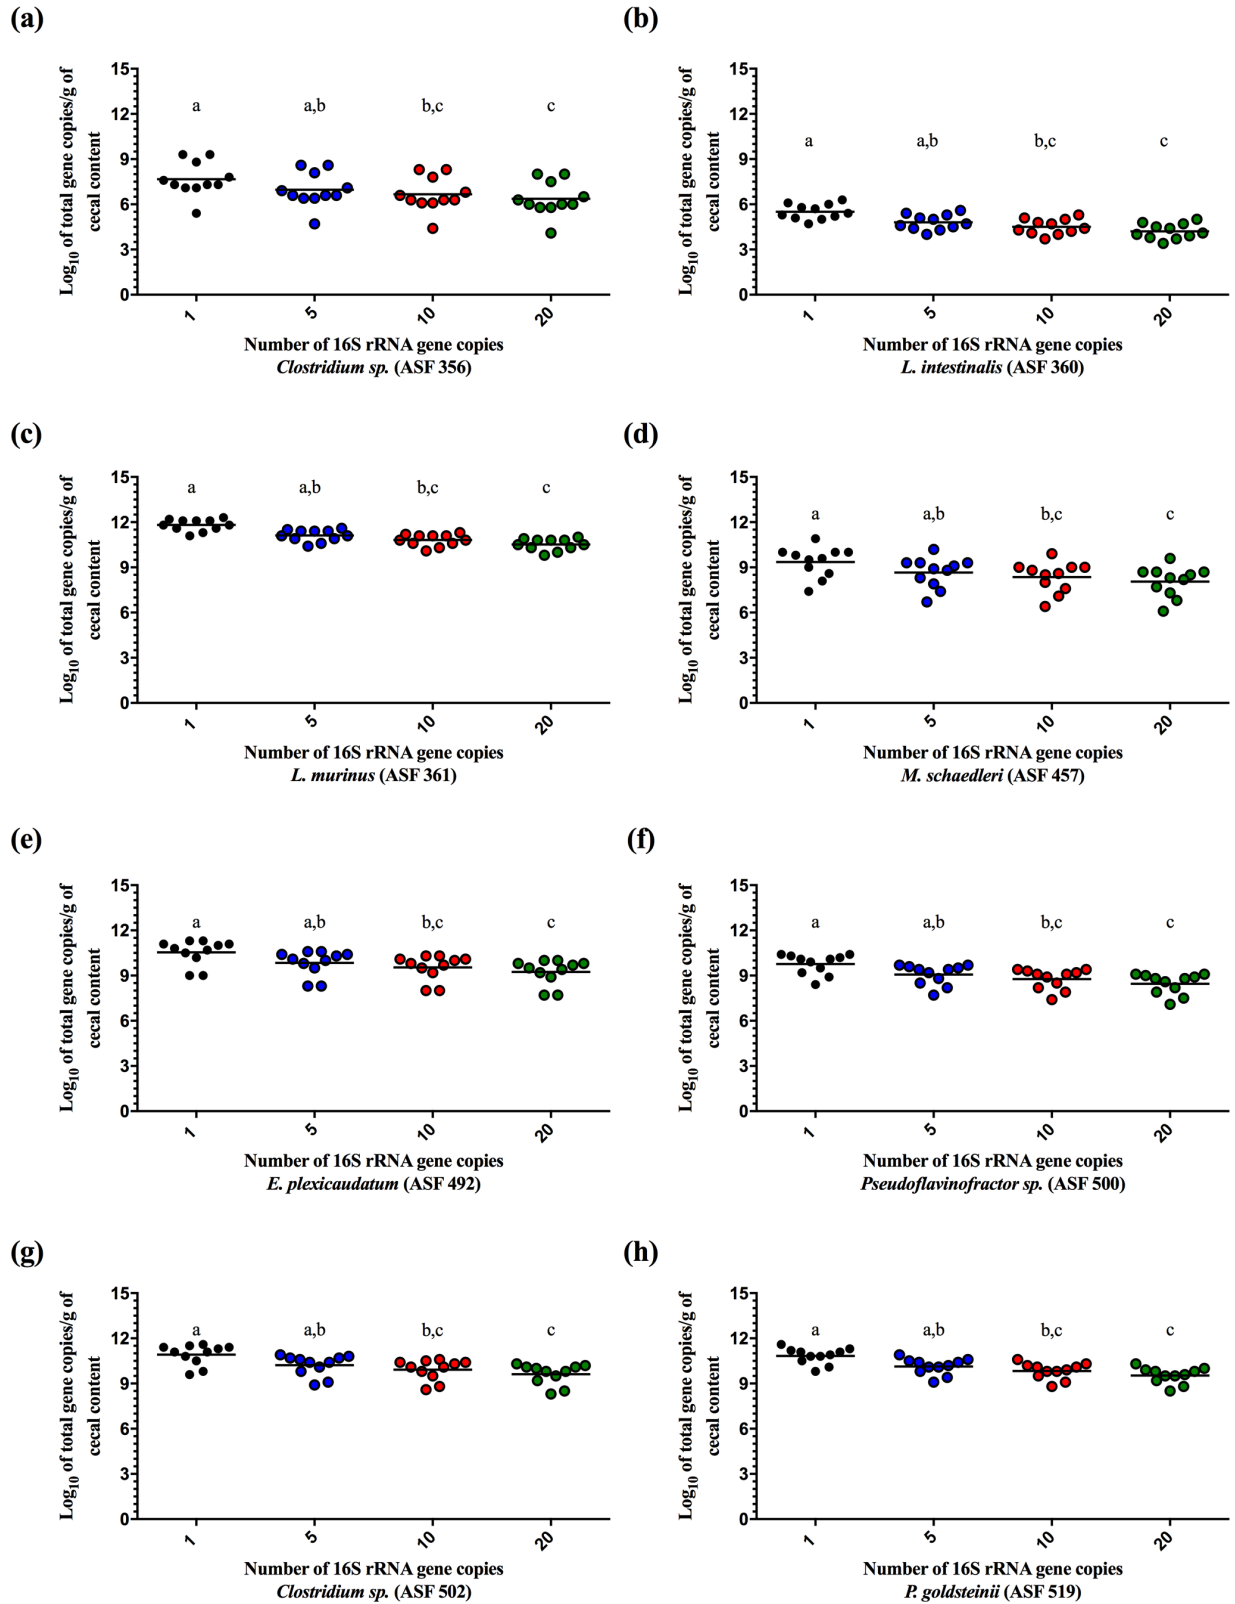 (a)
Log10 of total gene copies/g of
cecal content
15
12
9
6
3
0
a
a,b
b,c
c
1
5
10
20
Number of 16S rRNA gene copies
Clostridium sp. (ASF 356)
(b)
Log10 of total gene copies/g of
cecal content
15
12
9
6
3
0
a
a,b
b,c
c
1
5
10
20
Number of 16S rRNA gene copies
L. intestinalis (ASF 360)
(c)
Log10 of total gene copies/g of
cecal content
15
12
9
6
3
0
a
a,b
b,c
c
1
5
10
20
Number of 16S rRNA gene copies
L. murinus (ASF 361)
(d)
Log10 of total gene copies/g of
cecal content
15
12
9
6
3
0
a
a,b
b,c
c
1
5
10
20
Number of 16S rRNA gene copies
M. schaedleri (ASF 457)
(e)
Log10 of total gene copies/g of
cecal content
15
12
9
6
3
0
a
a,b
b,c
c
1
5
10
20
Number of 16S rRNA gene copies
E. plexicaudatum (ASF 492)
(f)
Log10 of total gene copies/g of
cecal content
15
12
9
6
3
0
a
a,b
b,c
c
1
5
10
20
Number of 16S rRNA gene copies
Pseudoflavinofractor sp. (ASF 500)
(g)
Log10 of total gene copies/g of
cecal content
15
12
9
6
3
0
a
a,b
b,c
c
1
5
10
20
Number of 16S rRNA gene copies
Clostridium sp. (ASF 502)
(h)
Log10 of total gene copies/g of
cecal content
15
12
9
6
3
0
a
a,b
b,c
c
1
5
10
20
Number of 16S rRNA gene copies
P. goldsteinii (ASF 519)